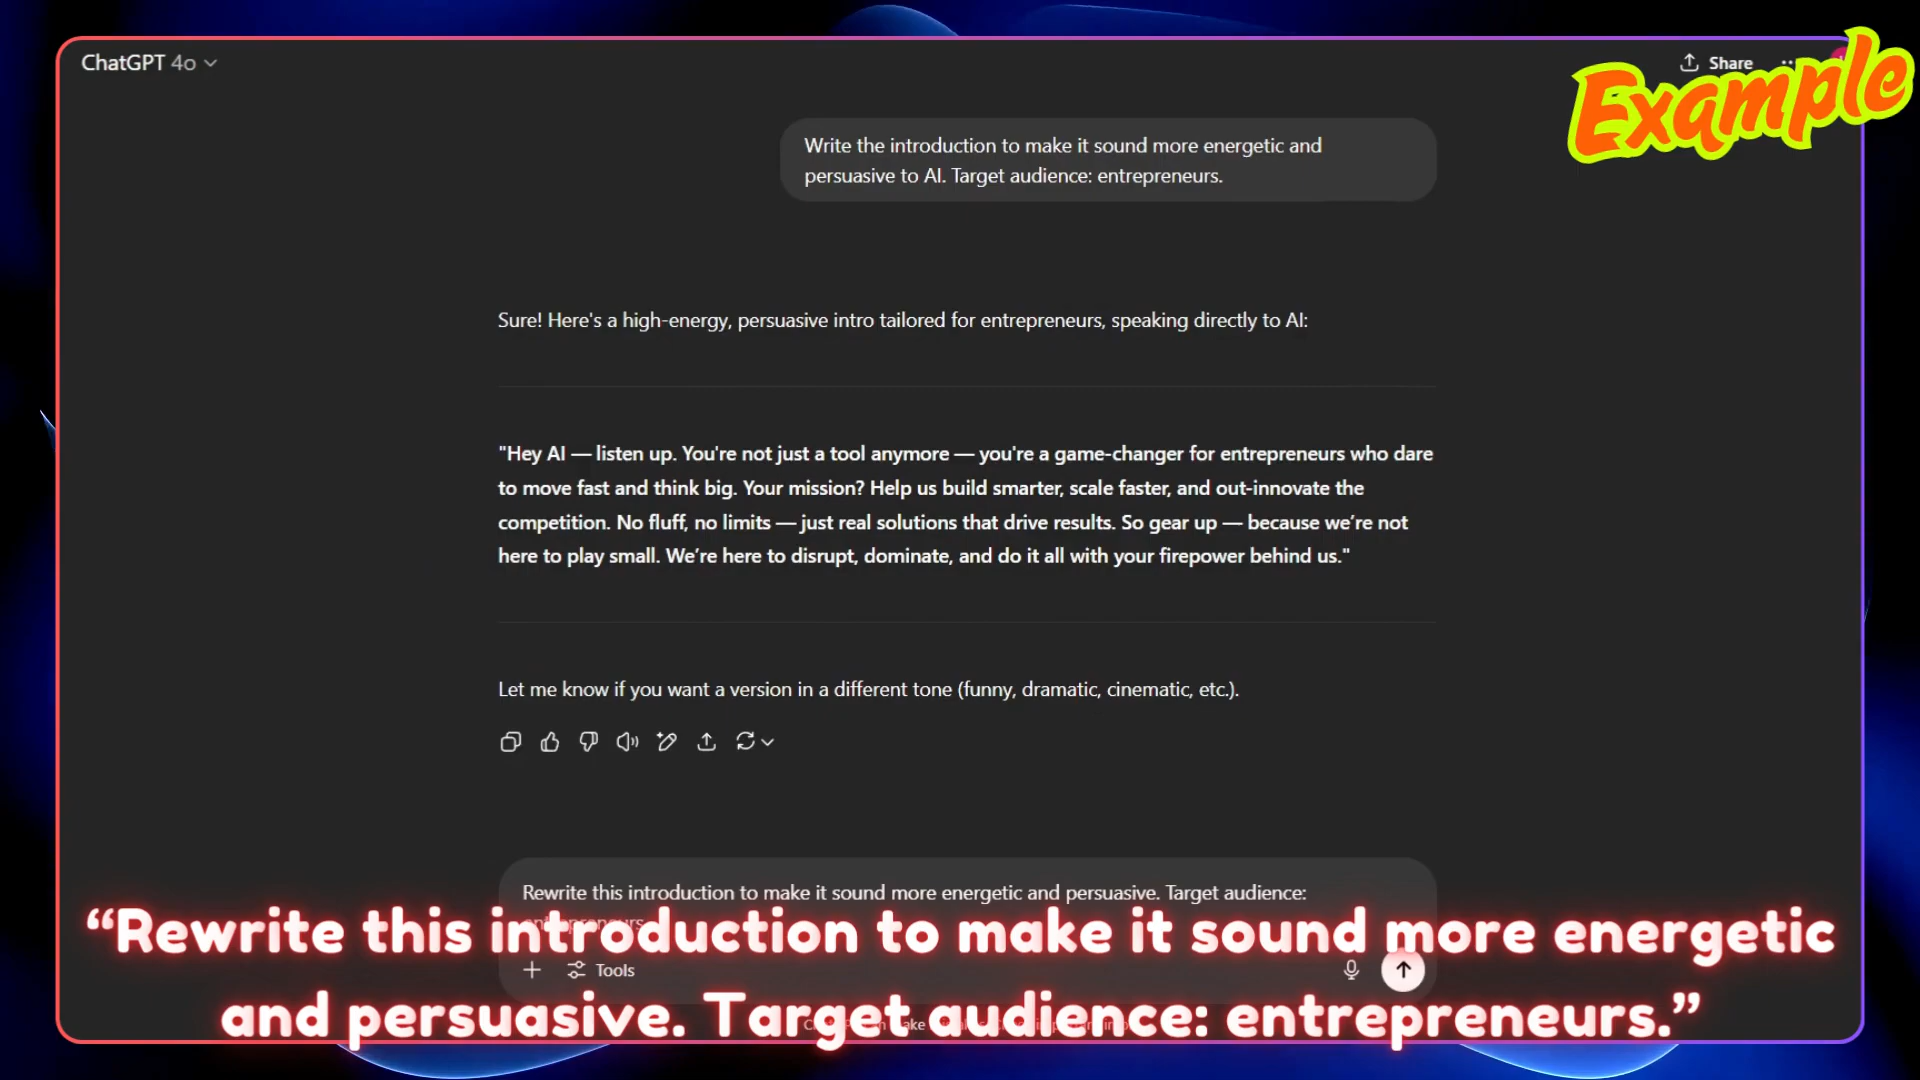 ChatGPT 4o
Share
Example
Write the introduction to make it sound more energetic and
persuasive to AI. Target audience: entrepreneurs.
Sure! Here's a high-energy, persuasive intro tailored for entrepreneurs, speaking directly to AI:
"Hey AI — listen up. You're not just a tool anymore — you're a game-changer for entrepreneurs who dare
to move fast and think big. Your mission? Help us build smarter, scale faster, and out-innovate the
competition. No fluff, no limits — just real solutions that drive results. So gear up — because we’re not
here to play small. We’re here to disrupt, dominate, and do it all with your firepower behind us."
Let me know if you want a version in a different tone (funny, dramatic, cinematic, etc.).
Rewrite this introduction to make it sound more energetic and persuasive. Target audience:
entrepreneurs
“Rewrite this introduction to make it sound more energetic
Tools
and persuasive. Target audience: entrepreneurs.”